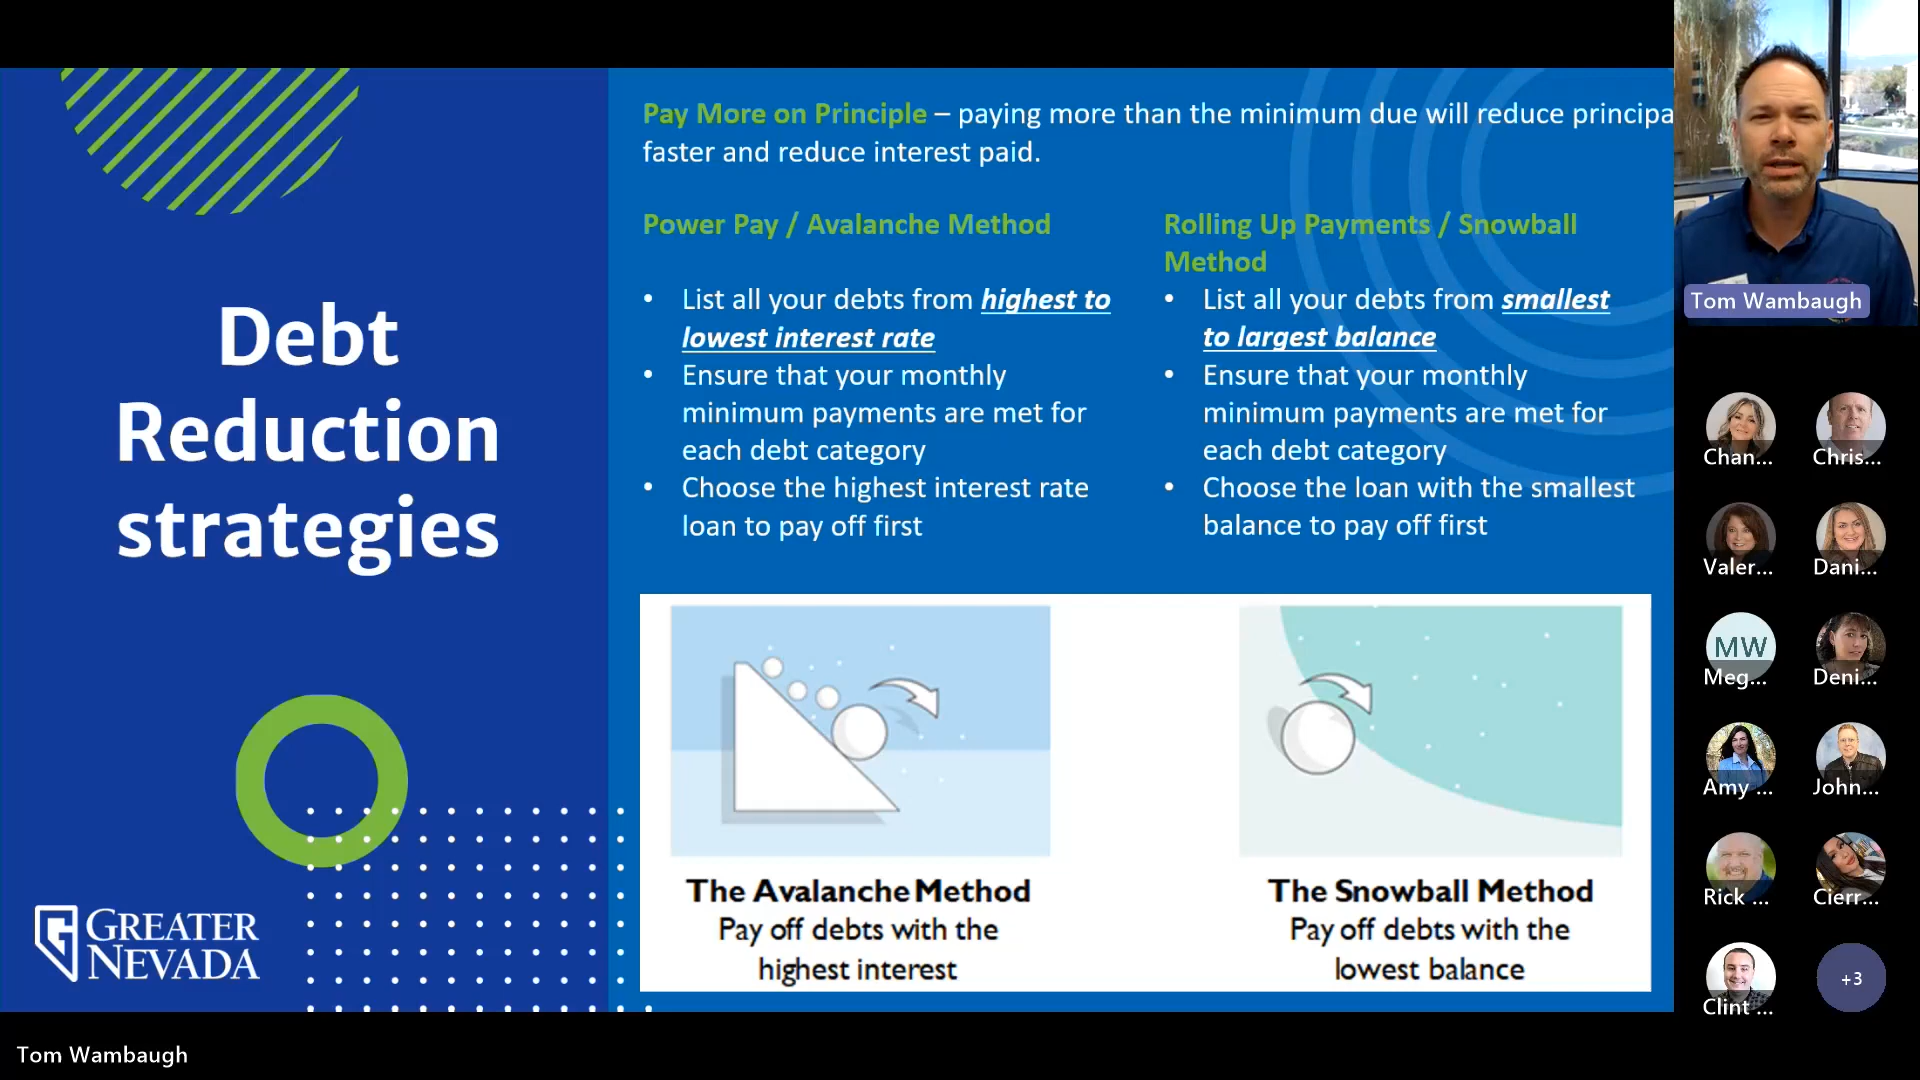 Debt
Reduction
strategies
GREATER
NEVADA
Pay More on Principle – paying more than the minimum due will reduce principa
faster and reduce interest paid.
Power Pay / Avalanche Method
• List all your debts from highest to
lowest interest rate
• Ensure that your monthly
minimum payments are met for
each debt category
• Choose the highest interest rate
loan to pay off first
Rolling Up Payments / Snowball
Method
• List all your debts from smallest
to largest balance
• Ensure that your monthly
minimum payments are met for
each debt category
• Choose the loan with the smallest
balance to pay off first
The Avalanche Method
Pay off debts with the
highest interest
The Snowball Method
Pay off debts with the
lowest balance
Tom Wambaugh
Chan...
Chris...
Valer...
Dani...
MW
Meg...
Deni...
Amy ...
John...
Rick ...
Cierr...
Clint ...
+3
Tom Wambaugh